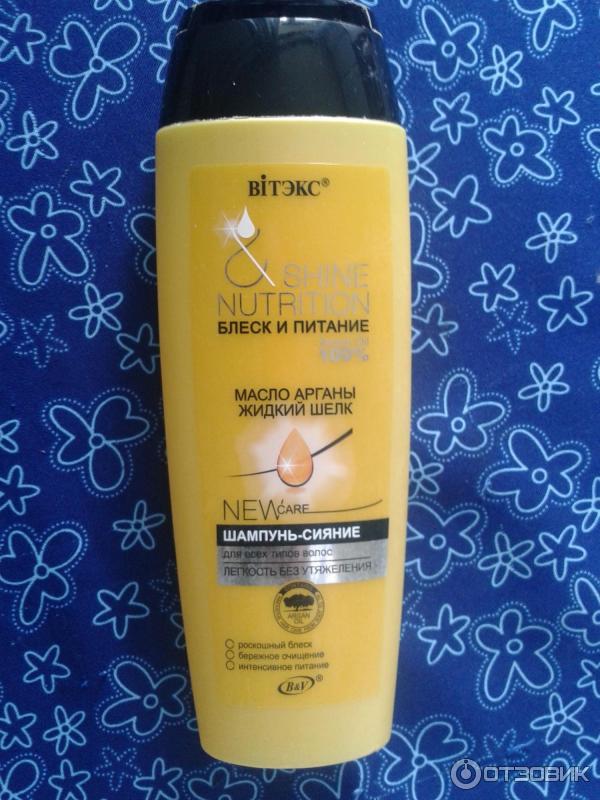 ВІТЭКС®
& SHINE
NUTRITION
БЛЕСК И ПИТАНИЕ
100%
МАСЛО АРГАНЫ
ЖИДКИЙ ШЕЛК
NEW CARE
ШАМПУНЬ-СИЯНИЕ
для всех типов волос
ЛЕГКОСТЬ БЕЗ УТЯЖЕЛЕНИЯ
ARGAN
OIL
роскошный блеск
бережное очищение
интенсивное питание
B&V
ОТЗОВИК